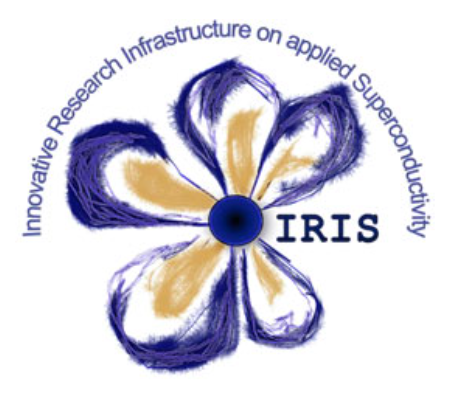 Innovative Research Infrastructure on applied Superconductivity
IRIS